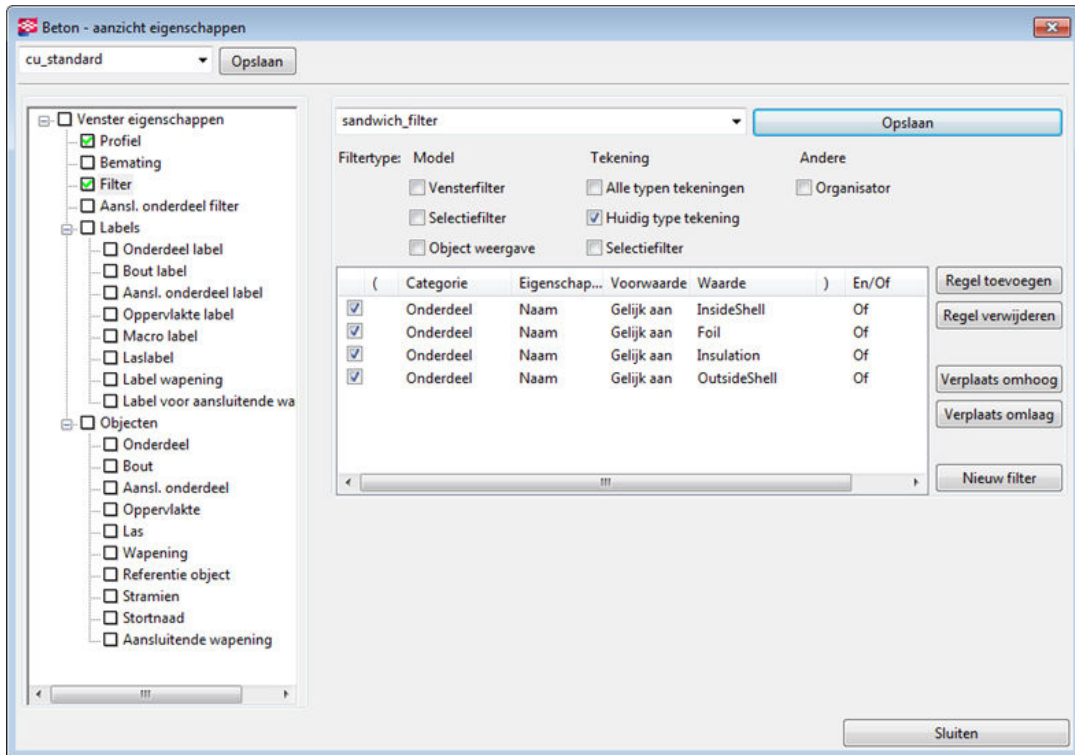 Beton - aanzicht eigenschappen
cu_standard
Opslaan
Venster eigenschappen
Profiel
Bemating
Filter
Aansl. onderdeel filter
Labels
Onderdeel label
Bout label
Aansl. onderdeel label
Oppervlakte label
Macro label
Laslabel
Label wapening
Label voor aansluitende wa
Objecten
Onderdeel
Bout
Aansl. onderdeel
Oppervlakte
Las
Wapening
Referentie object
Stramien
Stortnaad
Aansluitende wapening
sandwich_filter
Opslaan
Filtertype: Model Tekening Andere
Vensterfilter Alle typen tekeningen Organisator
Selectiefilter Huidig type tekening
Object weergave Selectiefilter
( Categorie Eigenschap... Voorwaarde Waarde ) En/Of
Onderdeel Naam Gelijk aan InsideShell Of
Onderdeel Naam Gelijk aan Foil Of
Onderdeel Naam Gelijk aan Insulation Of
Onderdeel Naam Gelijk aan OutsideShell Of
Regel toevoegen
Regel verwijderen
Verplaats omhoog
Verplaats omlaag
Nieuw filter
Sluiten